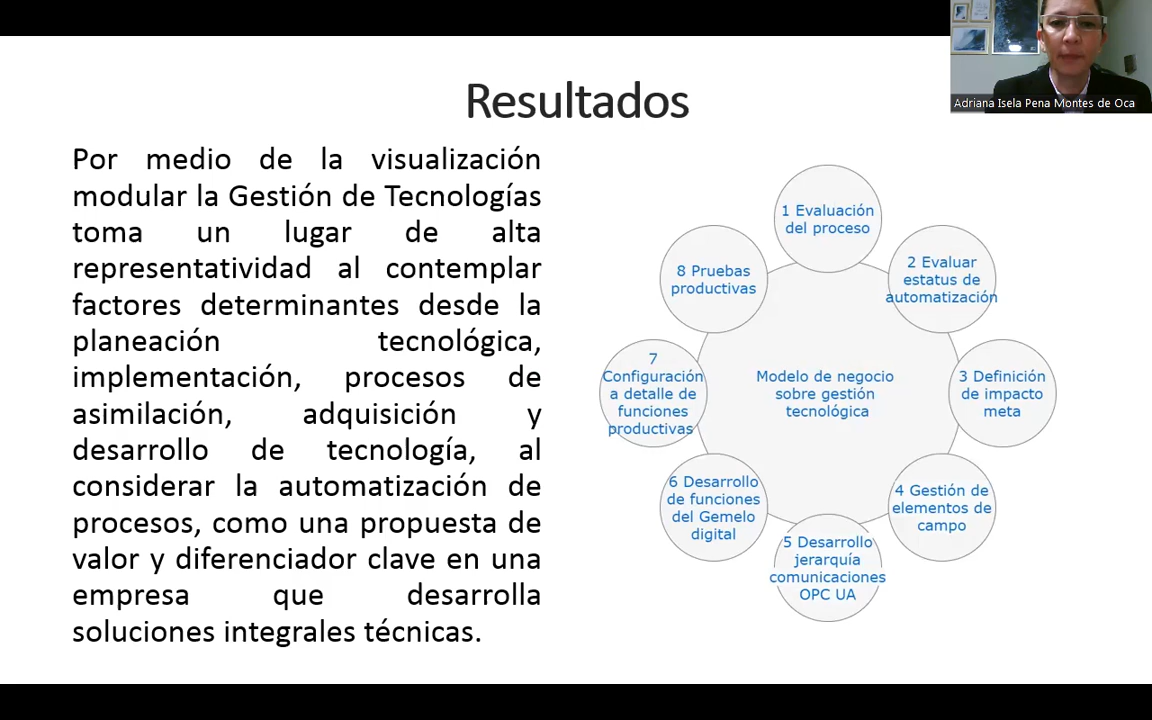 Resultados
Adriana Isela Pena Montes de Oca
Por medio de la visualización
modular la Gestión de Tecnologías
toma un lugar de alta
representatividad al contemplar
factores determinantes desde la
planeación tecnológica,
implementación, procesos de
asimilación, adquisición y
desarrollo de tecnología, al
considerar la automatización de
procesos, como una propuesta de
valor y diferenciador clave en una
empresa que desarrolla
soluciones integrales técnicas.
1 Evaluación
del proceso
2 Evaluar
estatus de
automatización
3 Definición
de impacto
meta
4 Gestión de
elementos de
campo
5 Desarrollo
jerarquía
comunicaciones
OPC UA
6 Desarrollo
de funciones
del Gemelo
digital
7
Configuración
a detalle de
funciones
productivas
8 Pruebas
productivas
Modelo de negocio
sobre gestión
tecnológica